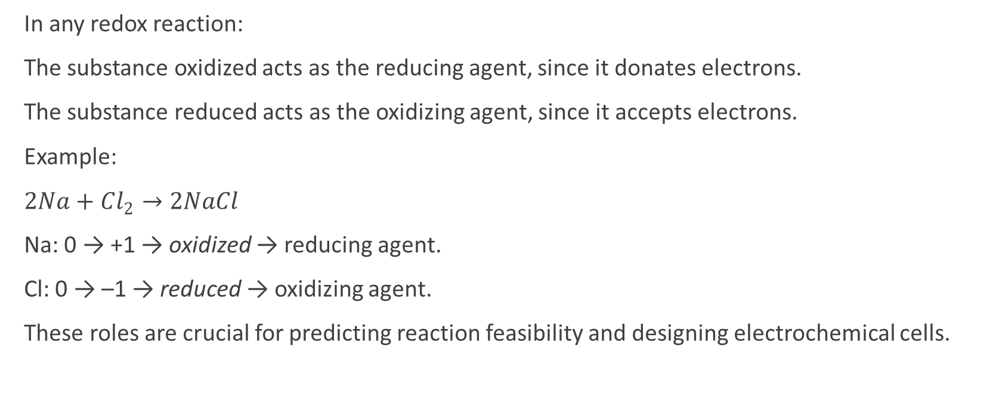 In any redox reaction:
The substance oxidized acts as the reducing agent, since it donates electrons.
The substance reduced acts as the oxidizing agent, since it accepts electrons.
Example:
2Na + Cl₂ → 2NaCl
Na: 0 → +1 → oxidized → reducing agent.
Cl: 0 → –1 → reduced → oxidizing agent.
These roles are crucial for predicting reaction feasibility and designing electrochemical cells.